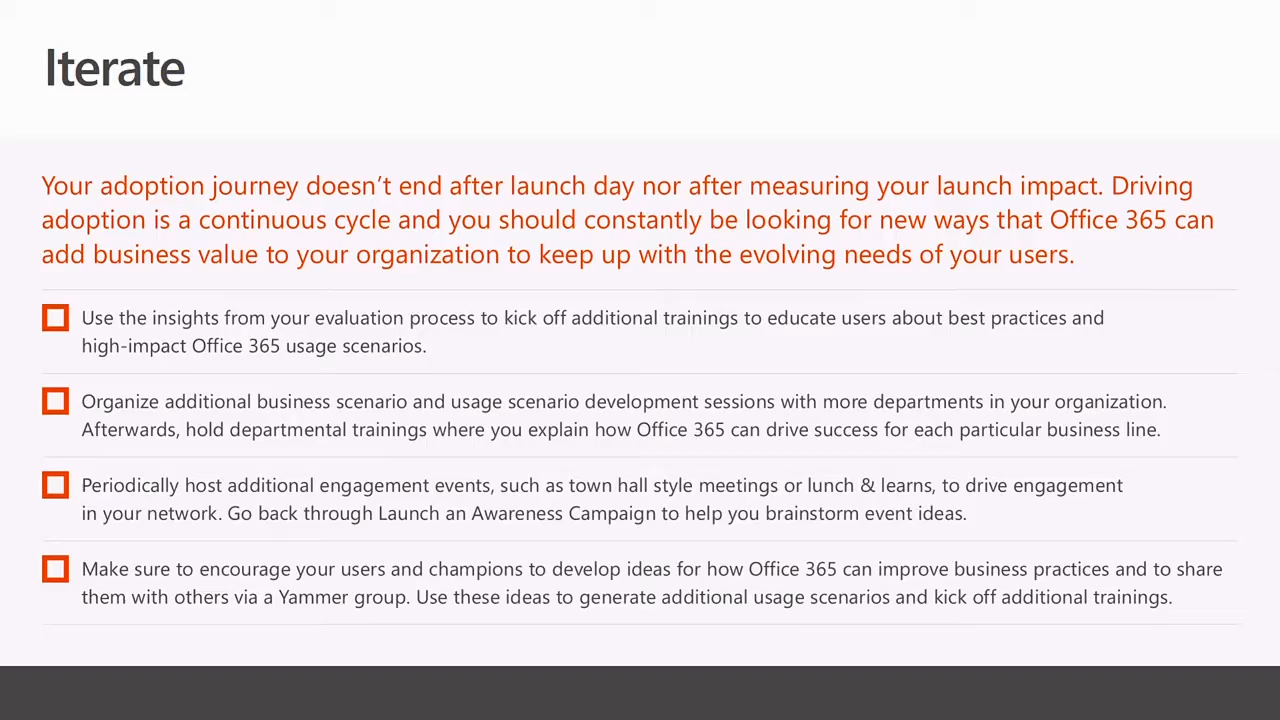 Iterate
Your adoption journey doesn’t end after launch day nor after measuring your launch impact. Driving
adoption is a continuous cycle and you should constantly be looking for new ways that Office 365 can
add business value to your organization to keep up with the evolving needs of your users.
Use the insights from your evaluation process to kick off additional trainings to educate users about best practices and
high-impact Office 365 usage scenarios.
Organize additional business scenario and usage scenario development sessions with more departments in your organization.
Afterwards, hold departmental trainings where you explain how Office 365 can drive success for each particular business line.
Periodically host additional engagement events, such as town hall style meetings or lunch & learns, to drive engagement
in your network. Go back through Launch an Awareness Campaign to help you brainstorm event ideas.
Make sure to encourage your users and champions to develop ideas for how Office 365 can improve business practices and to share
them with others via a Yammer group. Use these ideas to generate additional usage scenarios and kick off additional trainings.